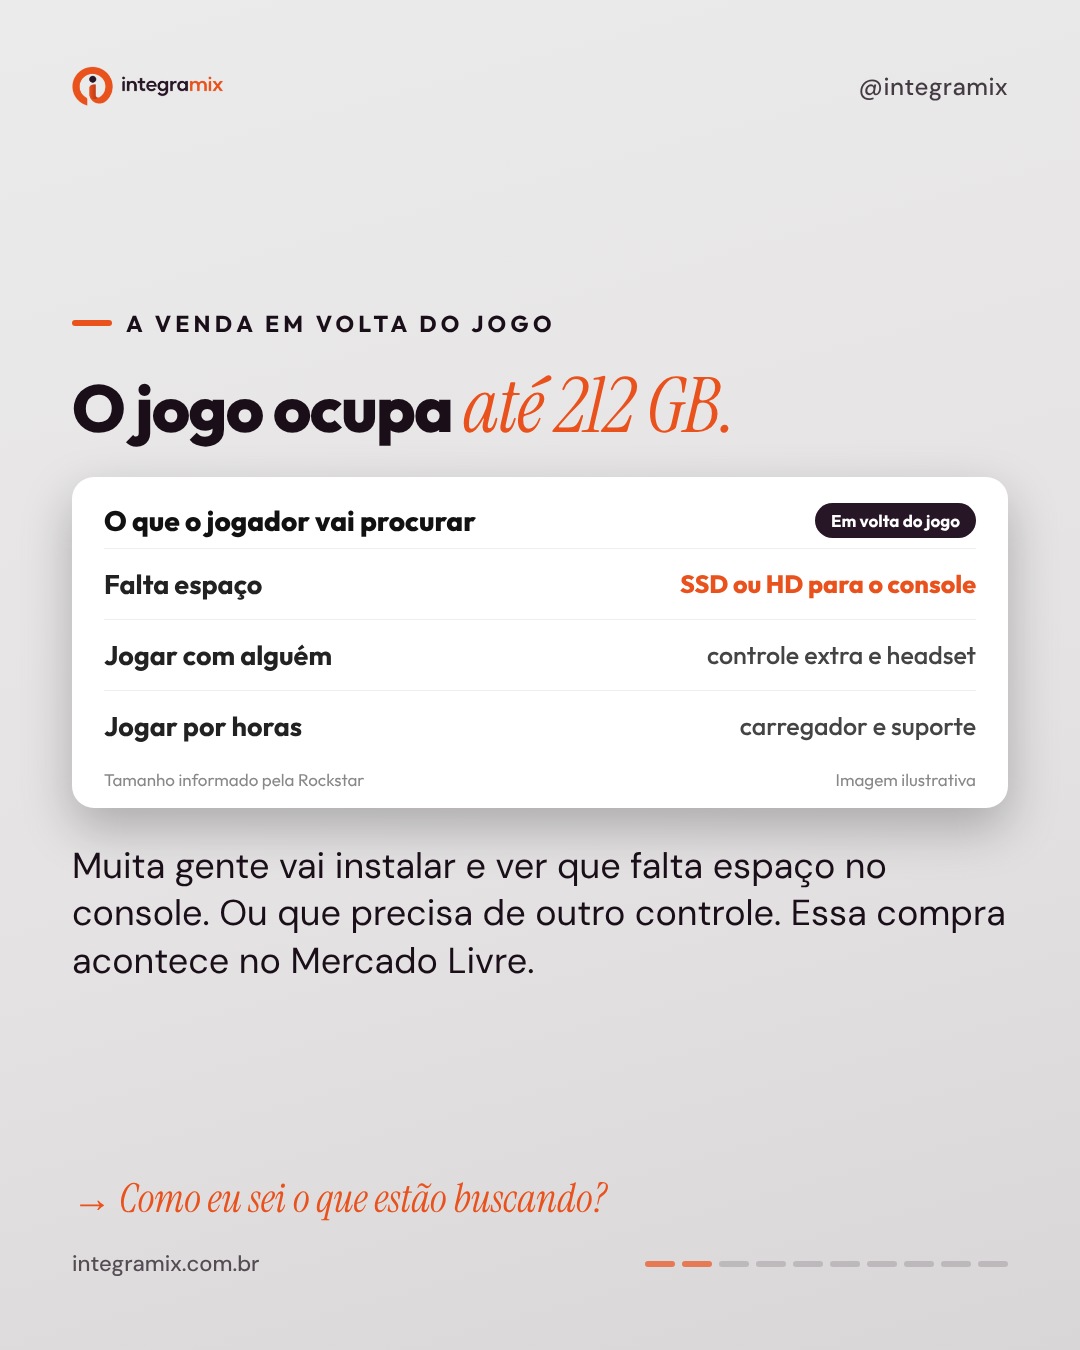 integramix
@integramix
A VENDA EM VOLTA DO JOGO
O jogo ocupa até 212 GB.
O que o jogador vai procurar
Em volta do jogo
Falta espaço
SSD ou HD para o console
Jogar com alguém
controle extra e headset
Jogar por horas
carregador e suporte
Tamanho informado pela Rockstar
Imagem ilustrativa
Muita gente vai instalar e ver que falta espaço no
console. Ou que precisa de outro controle. Essa compra
acontece no Mercado Livre.
→ Como eu sei o que estão buscando?
integramix.com.br